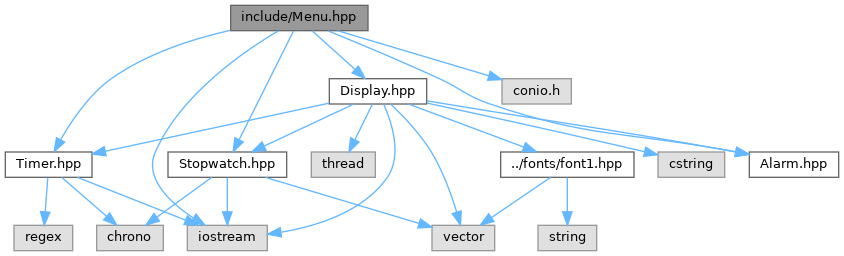 include/Menu.hpp
Display.hpp
conio.h
Timer.hpp
Stopwatch.hpp
thread
../fonts/font1.hpp
cstring
Alarm.hpp
regex
chrono
iostream
vector
string